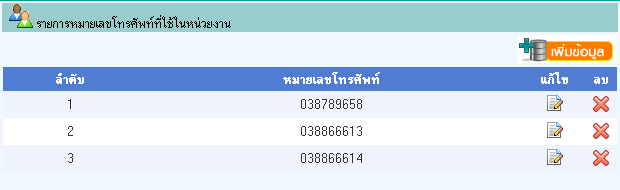 รายการหมายเลขโทรศัพท์ที่ใช้ในหน่วยงาน
เพิ่มข้อมูล
ลำดับ หมายเลขโทรศัพท์ แก้ไข ลบ
1 038789658
2 038866613
3 038866614